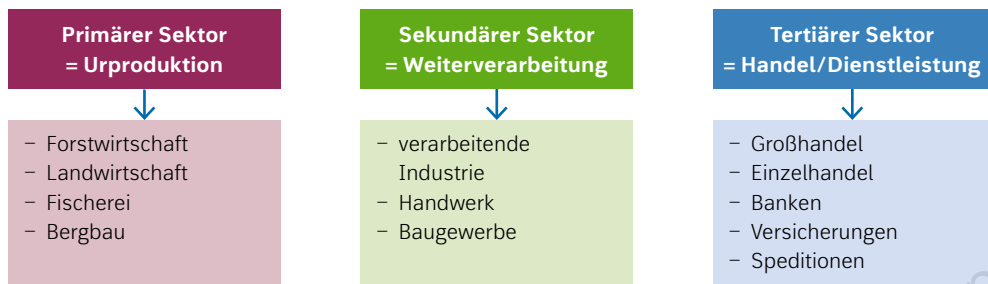 Primärer Sektor
= Urproduktion
– Forstwirtschaft
– Landwirtschaft
– Fischerei
– Bergbau
Sekundärer Sektor
= Weiterverarbeitung
– verarbeitende
Industrie
– Handwerk
– Baugewerbe
Tertiärer Sektor
= Handel/Dienstleistung
– Großhandel
– Einzelhandel
– Banken
– Versicherungen
– Speditionen